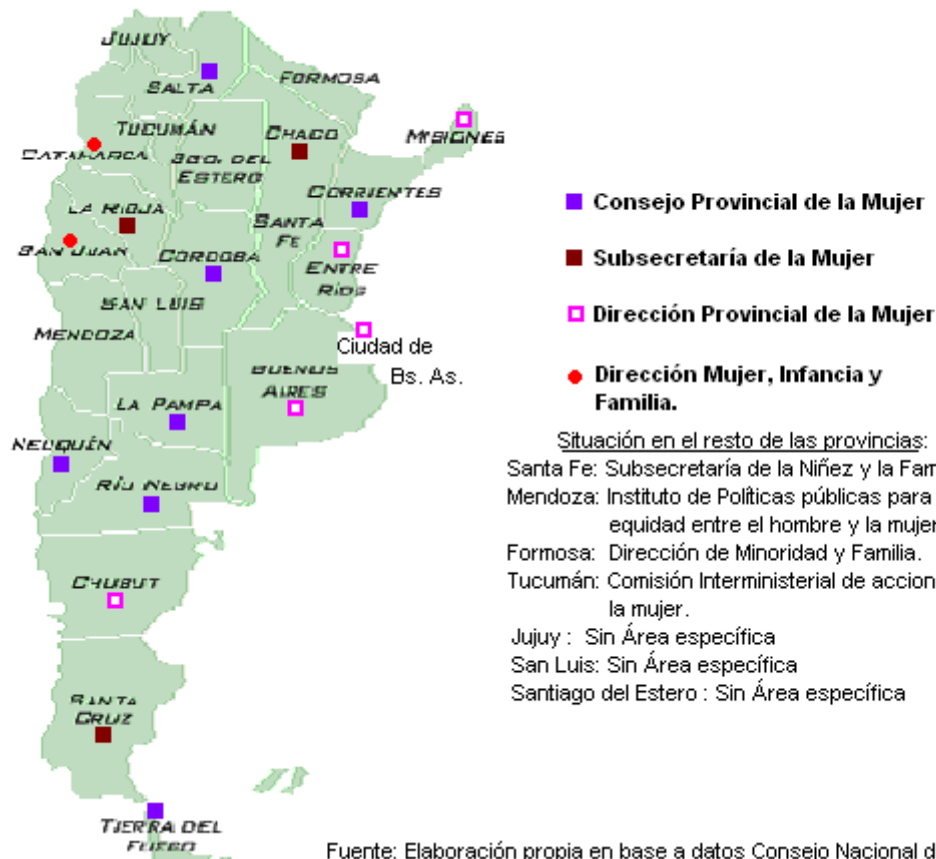 JUJUY
SALTA
FORMOSA
TUCUMÁN
CHACO
MISIONES
CATAMARCA
SGO. DEL
ESTERO
CORRIENTES
LA RIOJA
SANTA
FE
SAN JUAN
CÓRDOBA
ENTRE
RÍOS
SAN LUIS
MENDOZA
Ciudad de
Bs. As.
BUENOS
AIRES
LA PAMPA
NEUQUÉN
RÍO NEGRO
CHUBUT
SANTA
CRUZ
TIERRA DEL
FUEGO
Consejo Provincial de la Mujer
Subsecretaría de la Mujer
Dirección Provincial de la Mujer
Dirección Mujer, Infancia y
Familia.
Situación en el resto de las provincias:
Santa Fe: Subsecretaría de la Niñez y la Fam
Mendoza: Instituto de Políticas públicas para
equidad entre el hombre y la mujer
Formosa: Dirección de Minoridad y Familia.
Tucumán: Comisión Interministerial de accion
la mujer.
Jujuy : Sin Área específica
San Luis: Sin Área específica
Santiago del Estero : Sin Área específica
Fuente: Elaboración propia en base a datos Consejo Nacional d